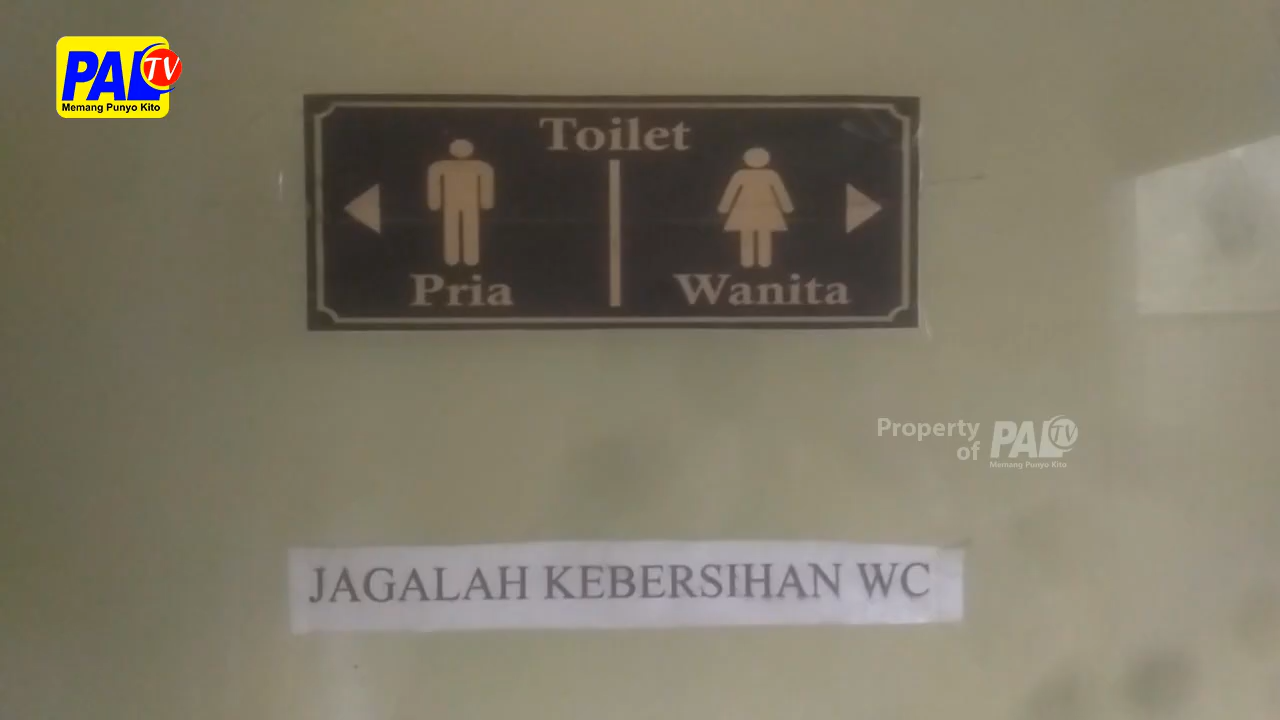 PAL TV
Memang Punyo Kito
Toilet
Pria
Wanita
Property of PAL TV
Memang Punyo Kito
JAGALAH KEBERSIHAN WC